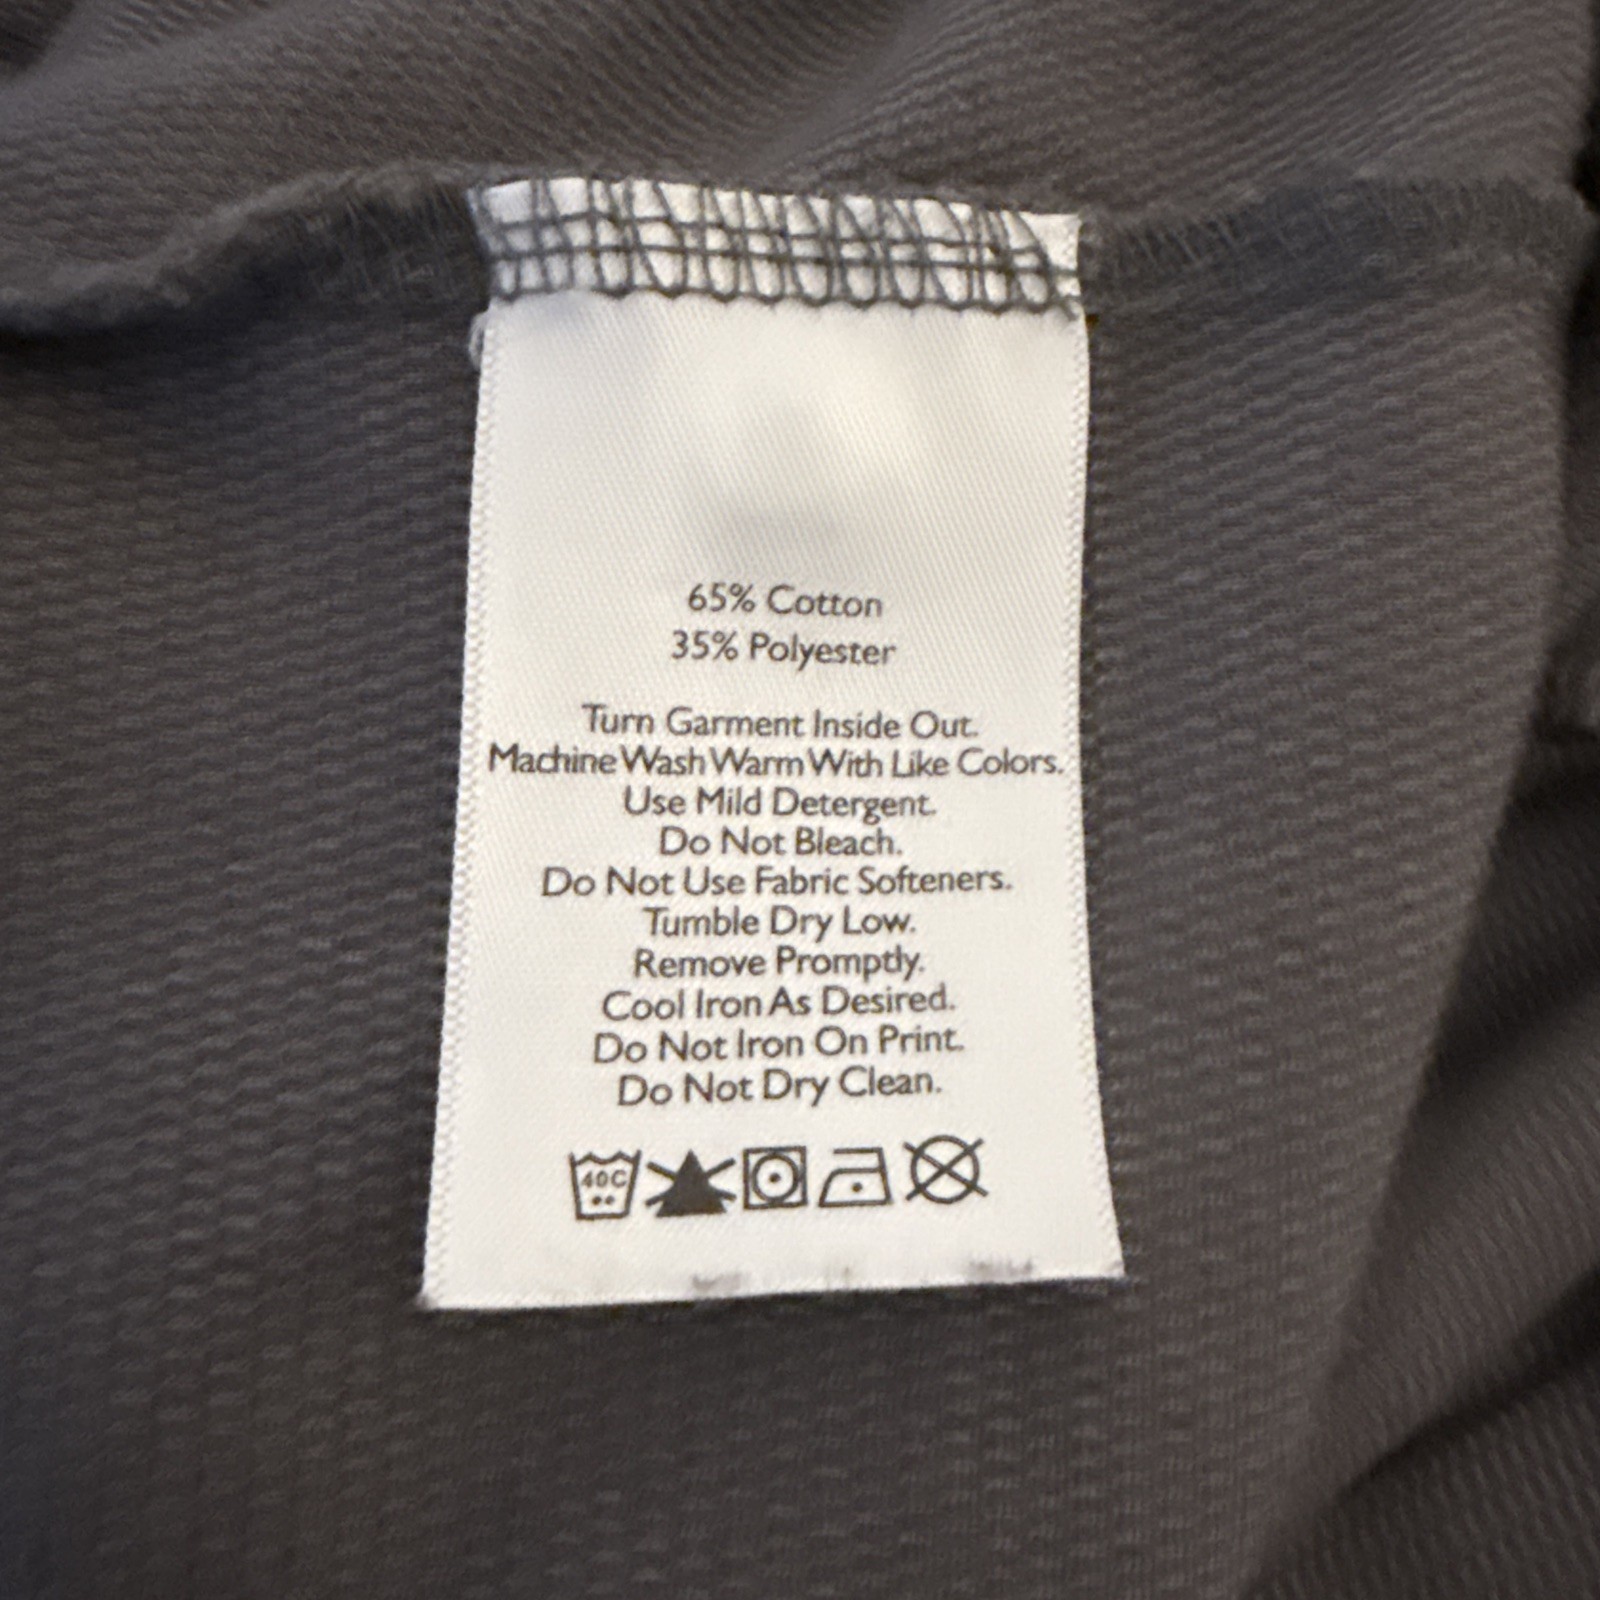 65% Cotton
35% Polyester
Turn Garment Inside Out.
Machine Wash Warm With Like Colors.
Use Mild Detergent.
Do Not Bleach.
Do Not Use Fabric Softeners.
Tumble Dry Low.
Remove Promptly.
Cool Iron As Desired.
Do Not Iron On Print.
Do Not Dry Clean.
40C